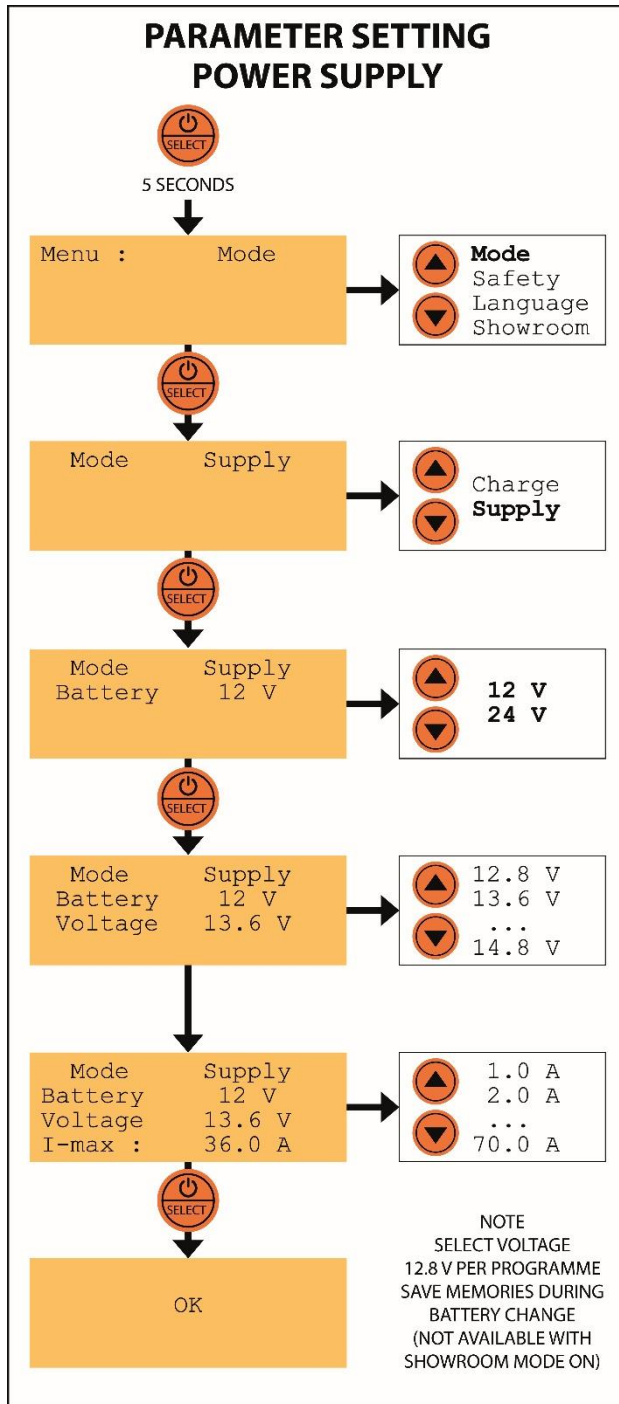 PARAMETER SETTING
POWER SUPPLY
SELECT
5 SECONDS
Menu : Mode
Mode
Safety
Language
Showroom
SELECT
Mode Supply
Charge
Supply
SELECT
Mode Supply
Battery 12 V
12 V
24 V
SELECT
Mode Supply
Battery 12 V
Voltage 13.6 V
12.8 V
13.6 V
...
14.8 V
Mode Supply
Battery 12 V
Voltage 13.6 V
I-max : 36.0 A
1.0 A
2.0 A
...
70.0 A
SELECT
OK
NOTE
SELECT VOLTAGE
12.8 V PER PROGRAMME
SAVE MEMORIES DURING
BATTERY CHANGE
(NOT AVAILABLE WITH
SHOWROOM MODE ON)